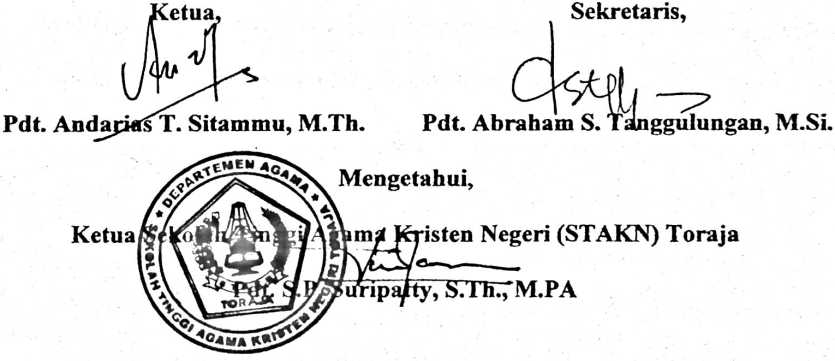 Ketua, Sekretaris,
Pdt. Andarias T. Sitammu, M.Th. Pdt. Abraham S. Tanggulungan, M.Si.
Mengetahui,
Ketua Sekolah Tinggi Agama Kristen Negeri (STAKN) Toraja
Pdt. S.P. Suripatty, S.Th., M.PA
DEPARTEMEN AGAMA
SEKOLAH TINGGI AGAMA KRISTEN NEGERI TORAJA
TORAJA